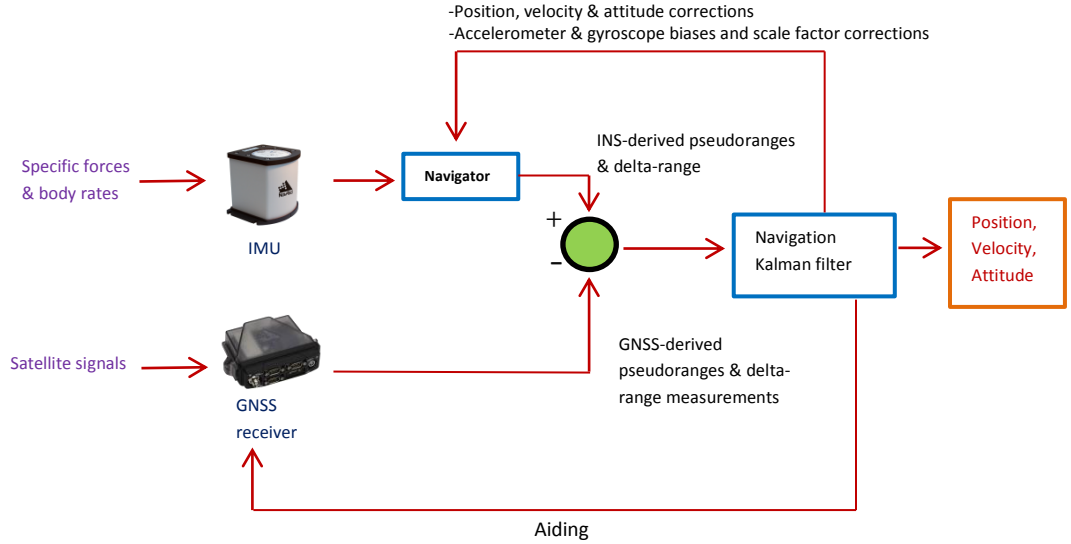 -Position, velocity & attitude corrections
-Accelerometer & gyroscope biases and scale factor corrections
INS-derived pseudoranges
& delta-range
Specific forces
& body rates
Navigator
IMU
+
–
Navigation
Kalman filter
Position,
Velocity,
Attitude
Satellite signals
GNSS-derived
pseudoranges & delta-
range measurements
GNSS
receiver
Aiding